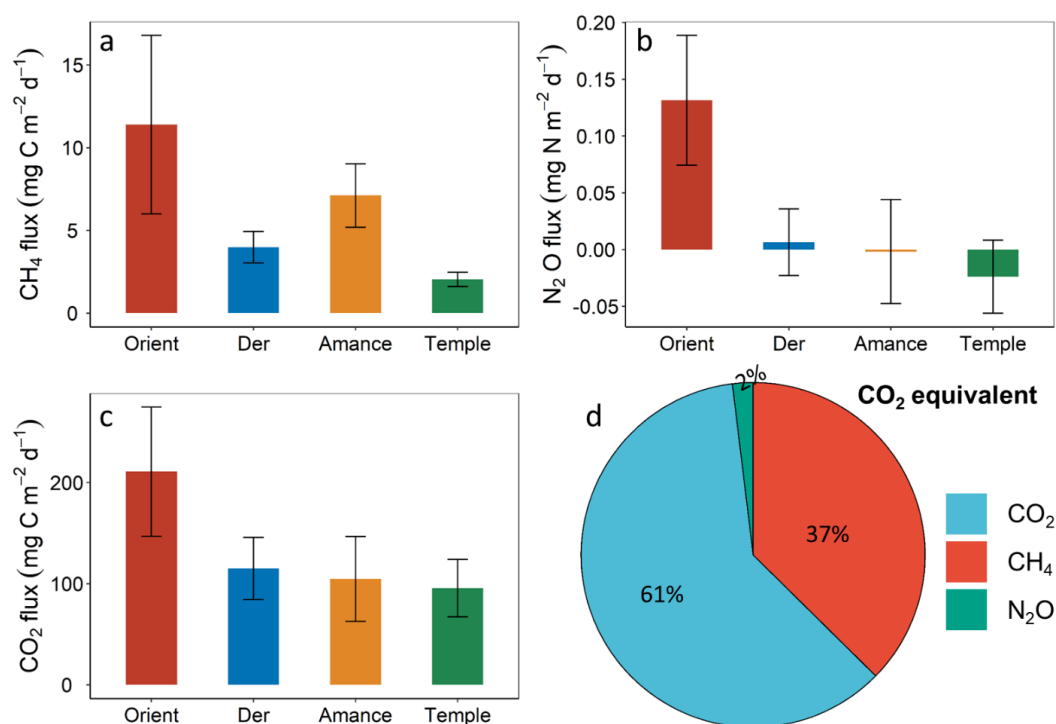 a
CH₄ flux (mg C m⁻² d⁻¹)
15
10
5
0
Orient Der Amance Temple
b
N₂ O flux (mg N m⁻² d⁻¹)
0.20
0.15
0.10
0.05
0.00
-0.05
Orient Der Amance Temple
c
CO₂ flux (mg C m⁻² d⁻¹)
200
100
0
Orient Der Amance Temple
d
CO₂ equivalent
2%
37%
61%
CO₂
CH₄
N₂O